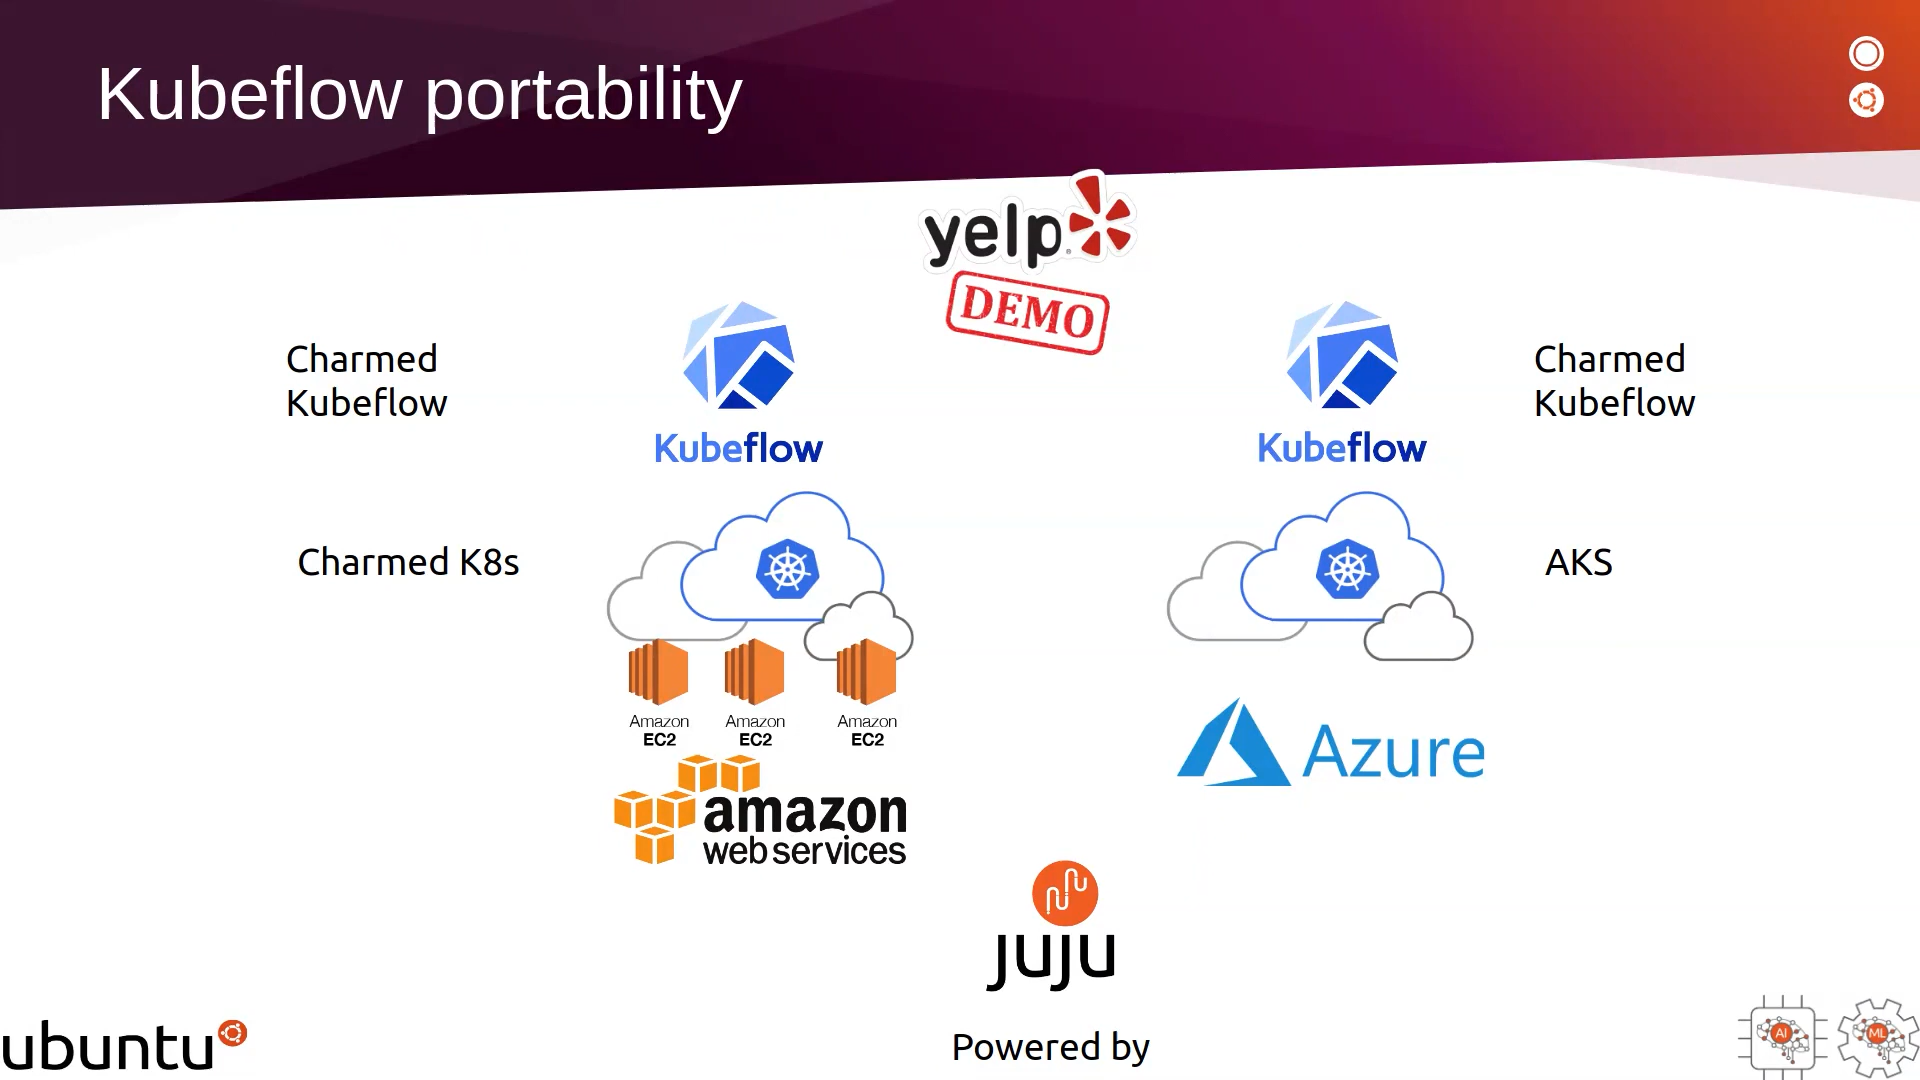 Kubeflow portability
yelp
DEMO
Charmed
Kubeflow
Kubeflow
Kubeflow
Charmed
Kubeflow
Charmed K8s
AKS
Amazon
EC2
Amazon
EC2
Amazon
EC2
amazon
web services
Azure
juju
Powered by
ubuntu
AI
ML